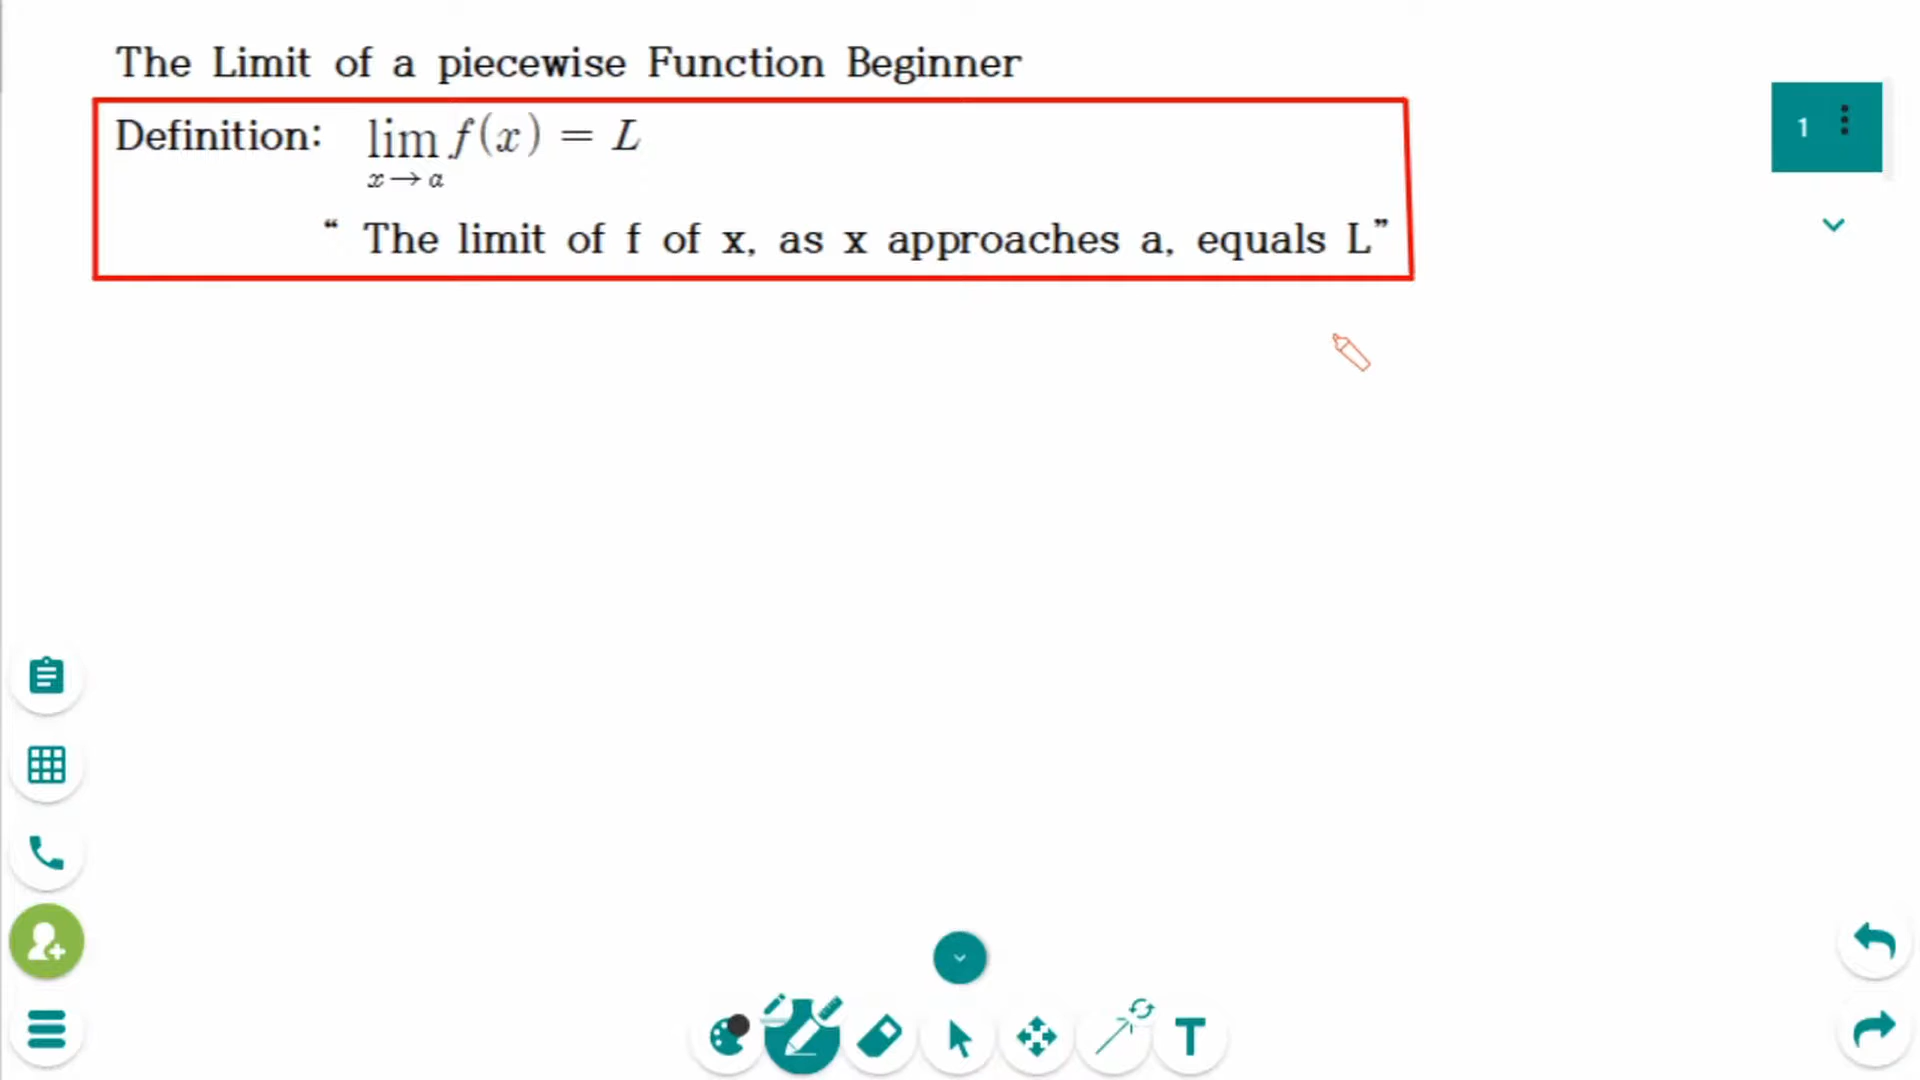 The Limit of a piecewise Function Beginner
Definition: lim f(x) = L
x→a
“ The limit of f of x, as x approaches a, equals L”
1
T